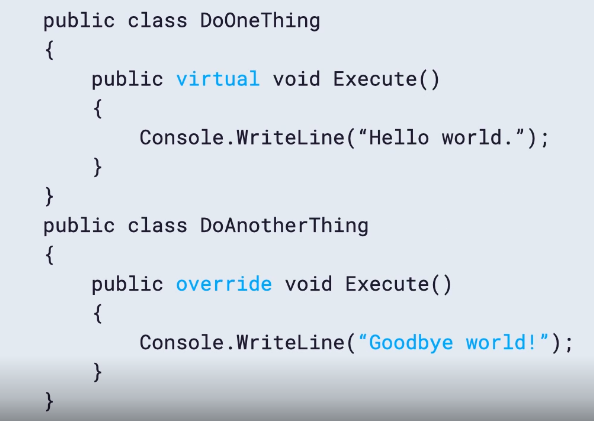 public class DoOneThing
{
    public virtual void Execute()
    {
        Console.WriteLine(“Hello world.”);
    }
}
public class DoAnotherThing
{
    public override void Execute()
    {
        Console.WriteLine(“Goodbye world!”);
    }
}